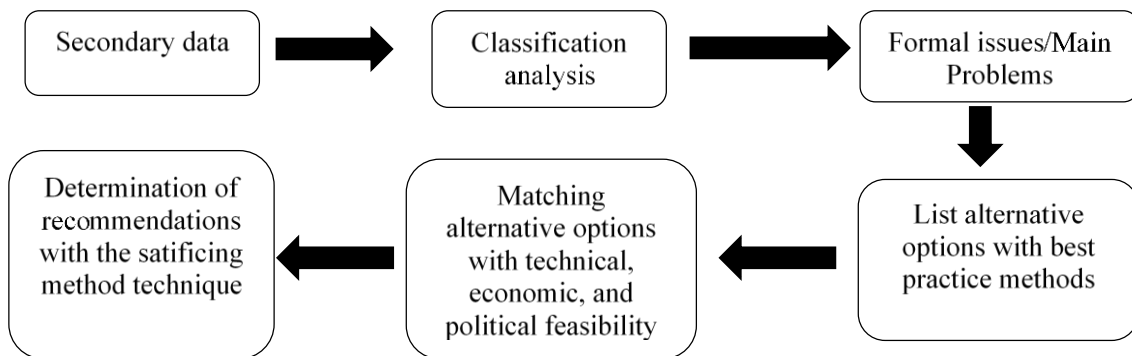 Secondary data
Classification
analysis
Formal issues/Main
Problems
List alternative
options with best
practice methods
Matching
alternative options
with technical,
economic, and
political feasibility
Determination of
recommendations
with the satificing
method technique